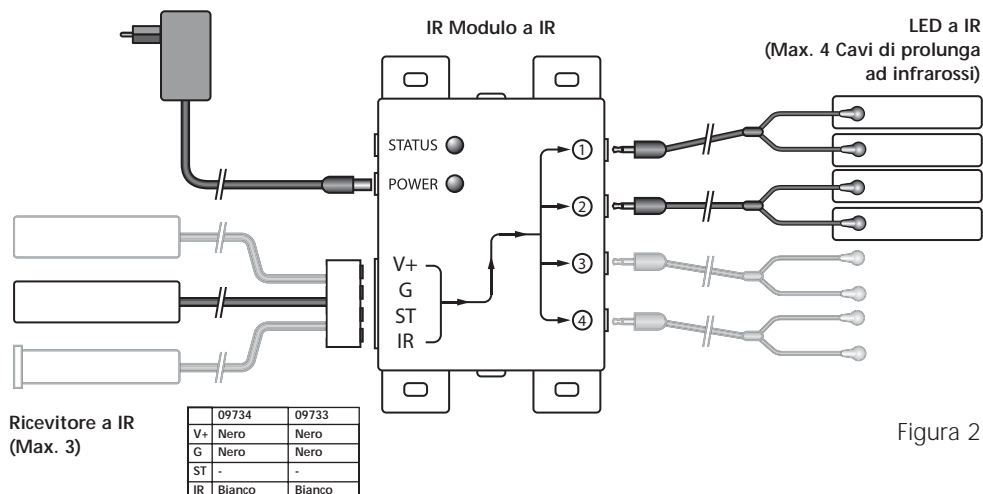 IR Modulo a IR
LED a IR
(Max. 4 Cavi di prolunga
ad infrarossi)
STATUS
POWER
1
2
3
4
V+
G
ST
IR
Ricevitore a IR
(Max. 3)
09734 09733
V+ Nero Nero
G Nero Nero
ST - -
IR Bianco Bianco
Figura 2